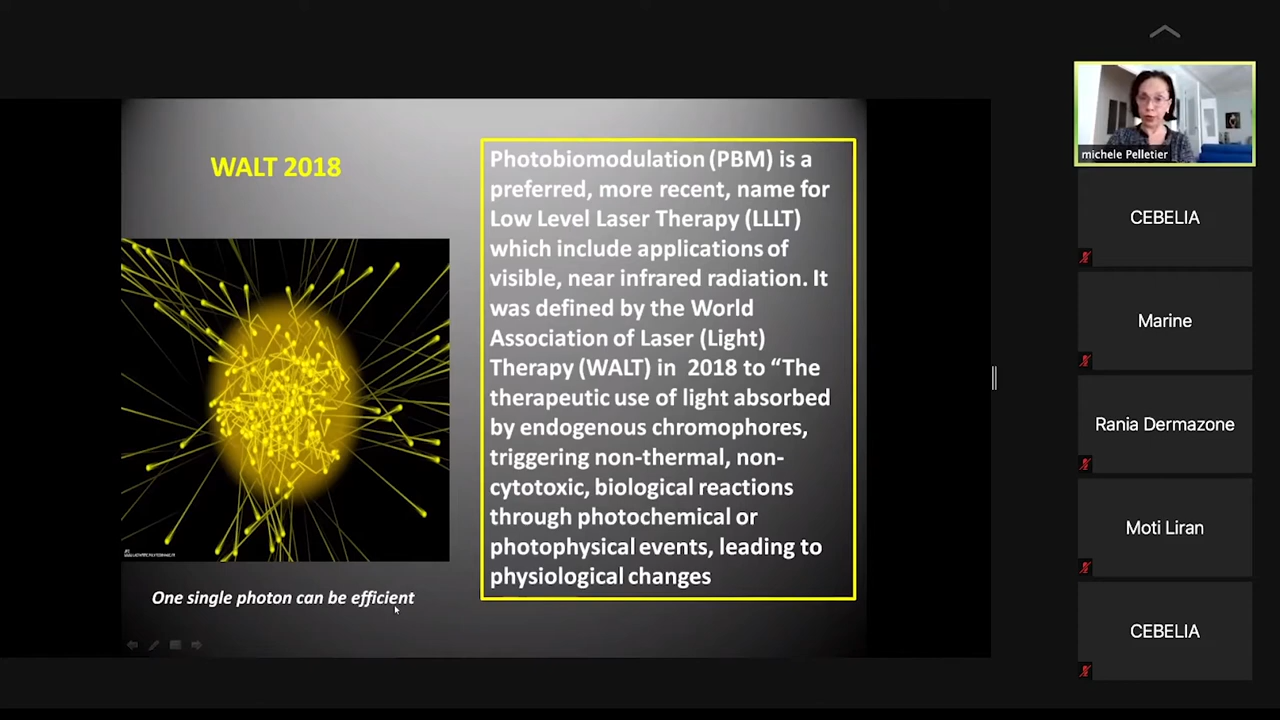 WALT 2018
Photobiomodulation (PBM) is a
preferred, more recent, name for
Low Level Laser Therapy (LLLT)
which include applications of
visible, near infrared radiation. It
was defined by the World
Association of Laser (Light)
Therapy (WALT) in 2018 to “The
therapeutic use of light absorbed
by endogenous chromophores,
triggering non-thermal, non-
cytotoxic, biological reactions
through photochemical or
photophysical events, leading to
physiological changes
One single photon can be efficient
michele Pelletier
CEBELIA
Marine
Rania Dermazone
Moti Liran
CEBELIA